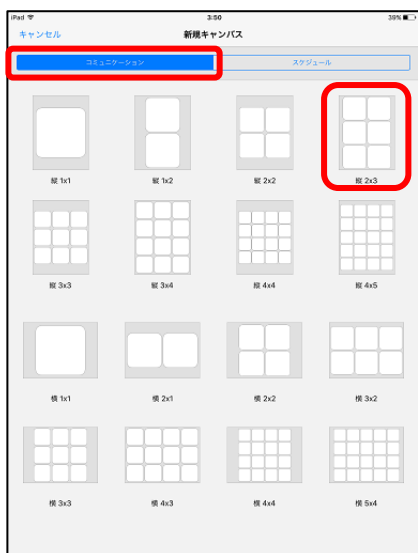 iPad 3:50 39%
キャンセル 新規キャンバス
コミュニケーション スケジュール
縦 1x1 縦 1x2 縦 2x2 縦 2x3
縦 3x3 縦 3x4 縦 4x4 縦 4x5
横 1x1 横 2x1 横 2x2 横 3x2
横 3x3 横 4x3 横 4x4 横 5x4